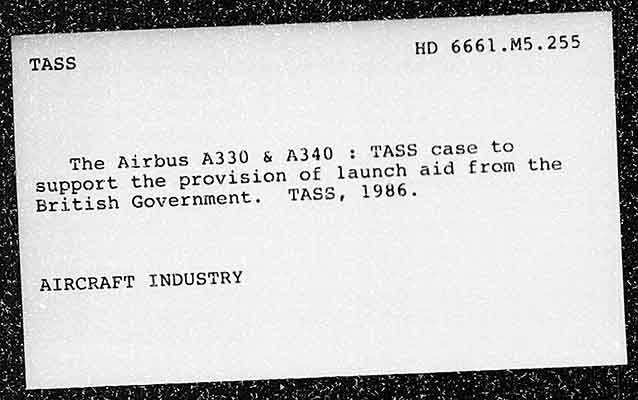 TASS
HD 6661.M5.255
The Airbus A330 & A340 : TASS case to
support the provision of launch aid from the
British Government.  TASS, 1986.
AIRCRAFT INDUSTRY